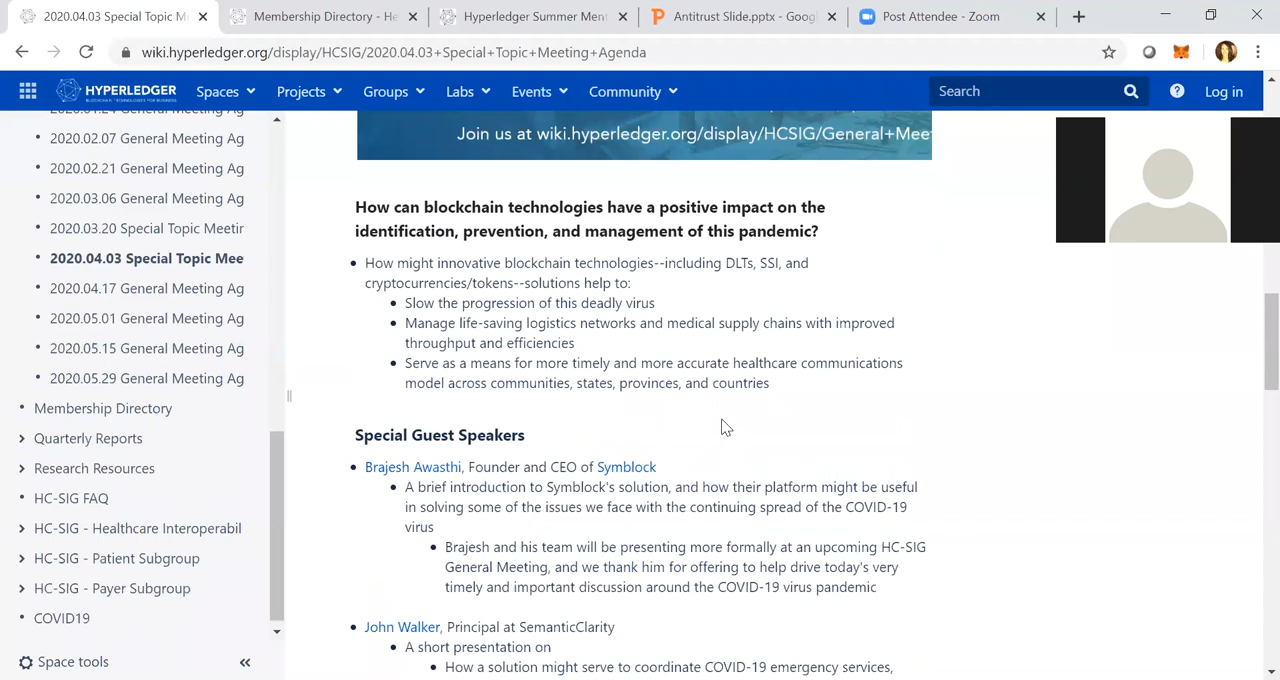 2020.04.03 Special Topic M
Membership Directory - He
Hyperledger Summer Ment
Antitrust Slide.pptx - Goog
Post Attendee - Zoom
wiki.hyperledger.org/display/HCSIG/2020.04.03+Special+Topic+Meeting+Agenda
HYPERLEDGER
BLOCKCHAIN TECHNOLOGIES FOR BUSINESS
Spaces
Projects
Groups
Labs
Events
Community
Search
Log in
2020.02.07 General Meeting Ag
2020.02.21 General Meeting Ag
2020.03.06 General Meeting Ag
2020.03.20 Special Topic Meetir
2020.04.03 Special Topic Mee
2020.04.17 General Meeting Ag
2020.05.01 General Meeting Ag
2020.05.15 General Meeting Ag
2020.05.29 General Meeting Ag
Membership Directory
Quarterly Reports
Research Resources
HC-SIG FAQ
HC-SIG - Healthcare Interoperabil
HC-SIG - Patient Subgroup
HC-SIG - Payer Subgroup
COVID19
Space tools
Join us at wiki.hyperledger.org/display/HCSIG/General+Meet
How can blockchain technologies have a positive impact on the
identification, prevention, and management of this pandemic?
How might innovative blockchain technologies--including DLTs, SSI, and
cryptocurrencies/tokens--solutions help to:
Slow the progression of this deadly virus
Manage life-saving logistics networks and medical supply chains with improved
throughput and efficiencies
Serve as a means for more timely and more accurate healthcare communications
model across communities, states, provinces, and countries
Special Guest Speakers
Brajesh Awasthi, Founder and CEO of Symblock
A brief introduction to Symblock's solution, and how their platform might be useful
in solving some of the issues we face with the continuing spread of the COVID-19
virus
Brajesh and his team will be presenting more formally at an upcoming HC-SIG
General Meeting, and we thank him for offering to help drive today's very
timely and important discussion around the COVID-19 virus pandemic
John Walker, Principal at SemanticClarity
A short presentation on
How a solution might serve to coordinate COVID-19 emergency services,